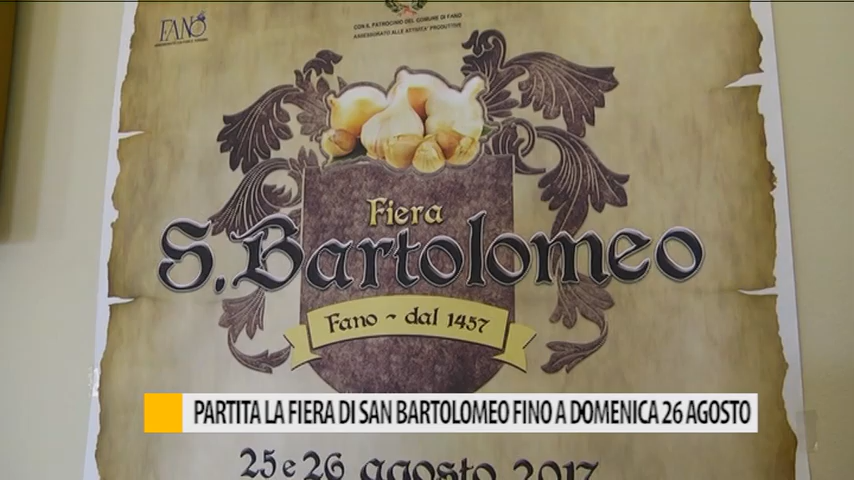 FANO
CON IL PATROCINIO DEL COMUNE DI FANO
ASSESSORATO ALLE ATTIVITA' PRODUTTIVE
Fiera
S. Bartolomeo
Fano - dal 1457
PARTITA LA FIERA DI SAN BARTOLOMEO FINO A DOMENICA 26 AGOSTO
25 e 26 agosto 2017